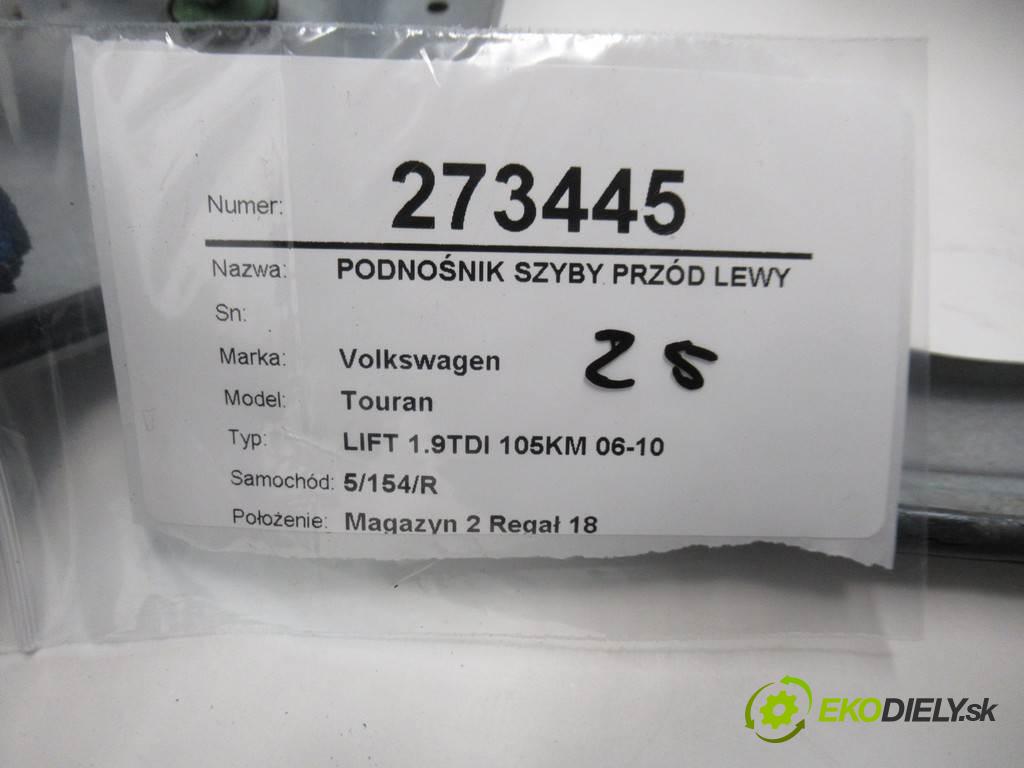 Numer: 273445
Nazwa: PODNOŚNIK SZYBY PRZÓD LEWY
Sn:
Marka: Volkswagen
Model: Touran
Typ: LIFT 1.9TDI 105KM 06-10
Samochód: 5/154/R
Położenie: Magazyn 2 Regał 18
EKODIELY.sk